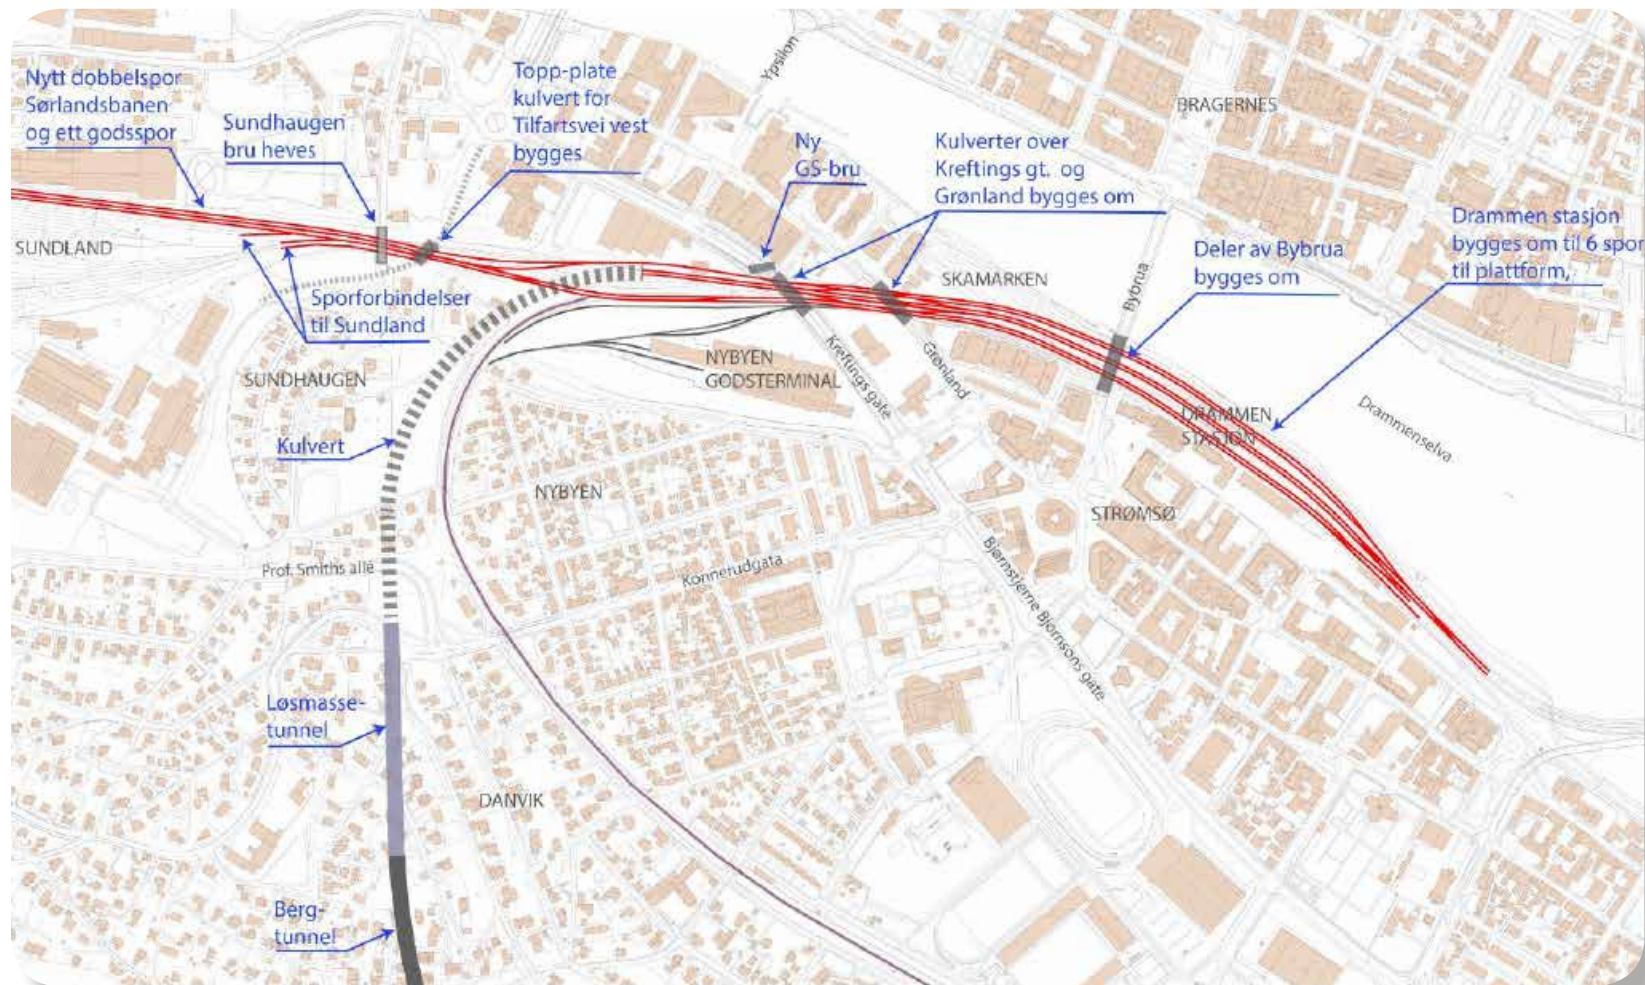 Nytt dobbelspor
Sørlandsbanen
og ett godsspor
Sundhaugen
bru heves
Topp-plate
kulvert for
Tilfartsvei vest
bygges
Ypsilon
Ny
GS-bru
Kulverter over
Kreftings gt. og
Grønland bygges om
BRAGERNES
Deler av Bybrua
bygges om
Drammen stasjon
bygges om til 6 spor
til plattform,
SUNDLAND
Sporforbindelser
til Sundland
SKAMARKEN
Bybrua
SUNDHAUGEN
NYBYEN
GODSTERMINAL
Kreftings gate
Grønland
DRAMMEN
STASJON
Drammenselva
Kulvert
NYBYEN
STRØMSØ
Prof. Smiths allé
Konnerudgata
Bjørnstjerne Bjørnsons gate
Løsmasse-
tunnel
DANVIK
Berg-
tunnel